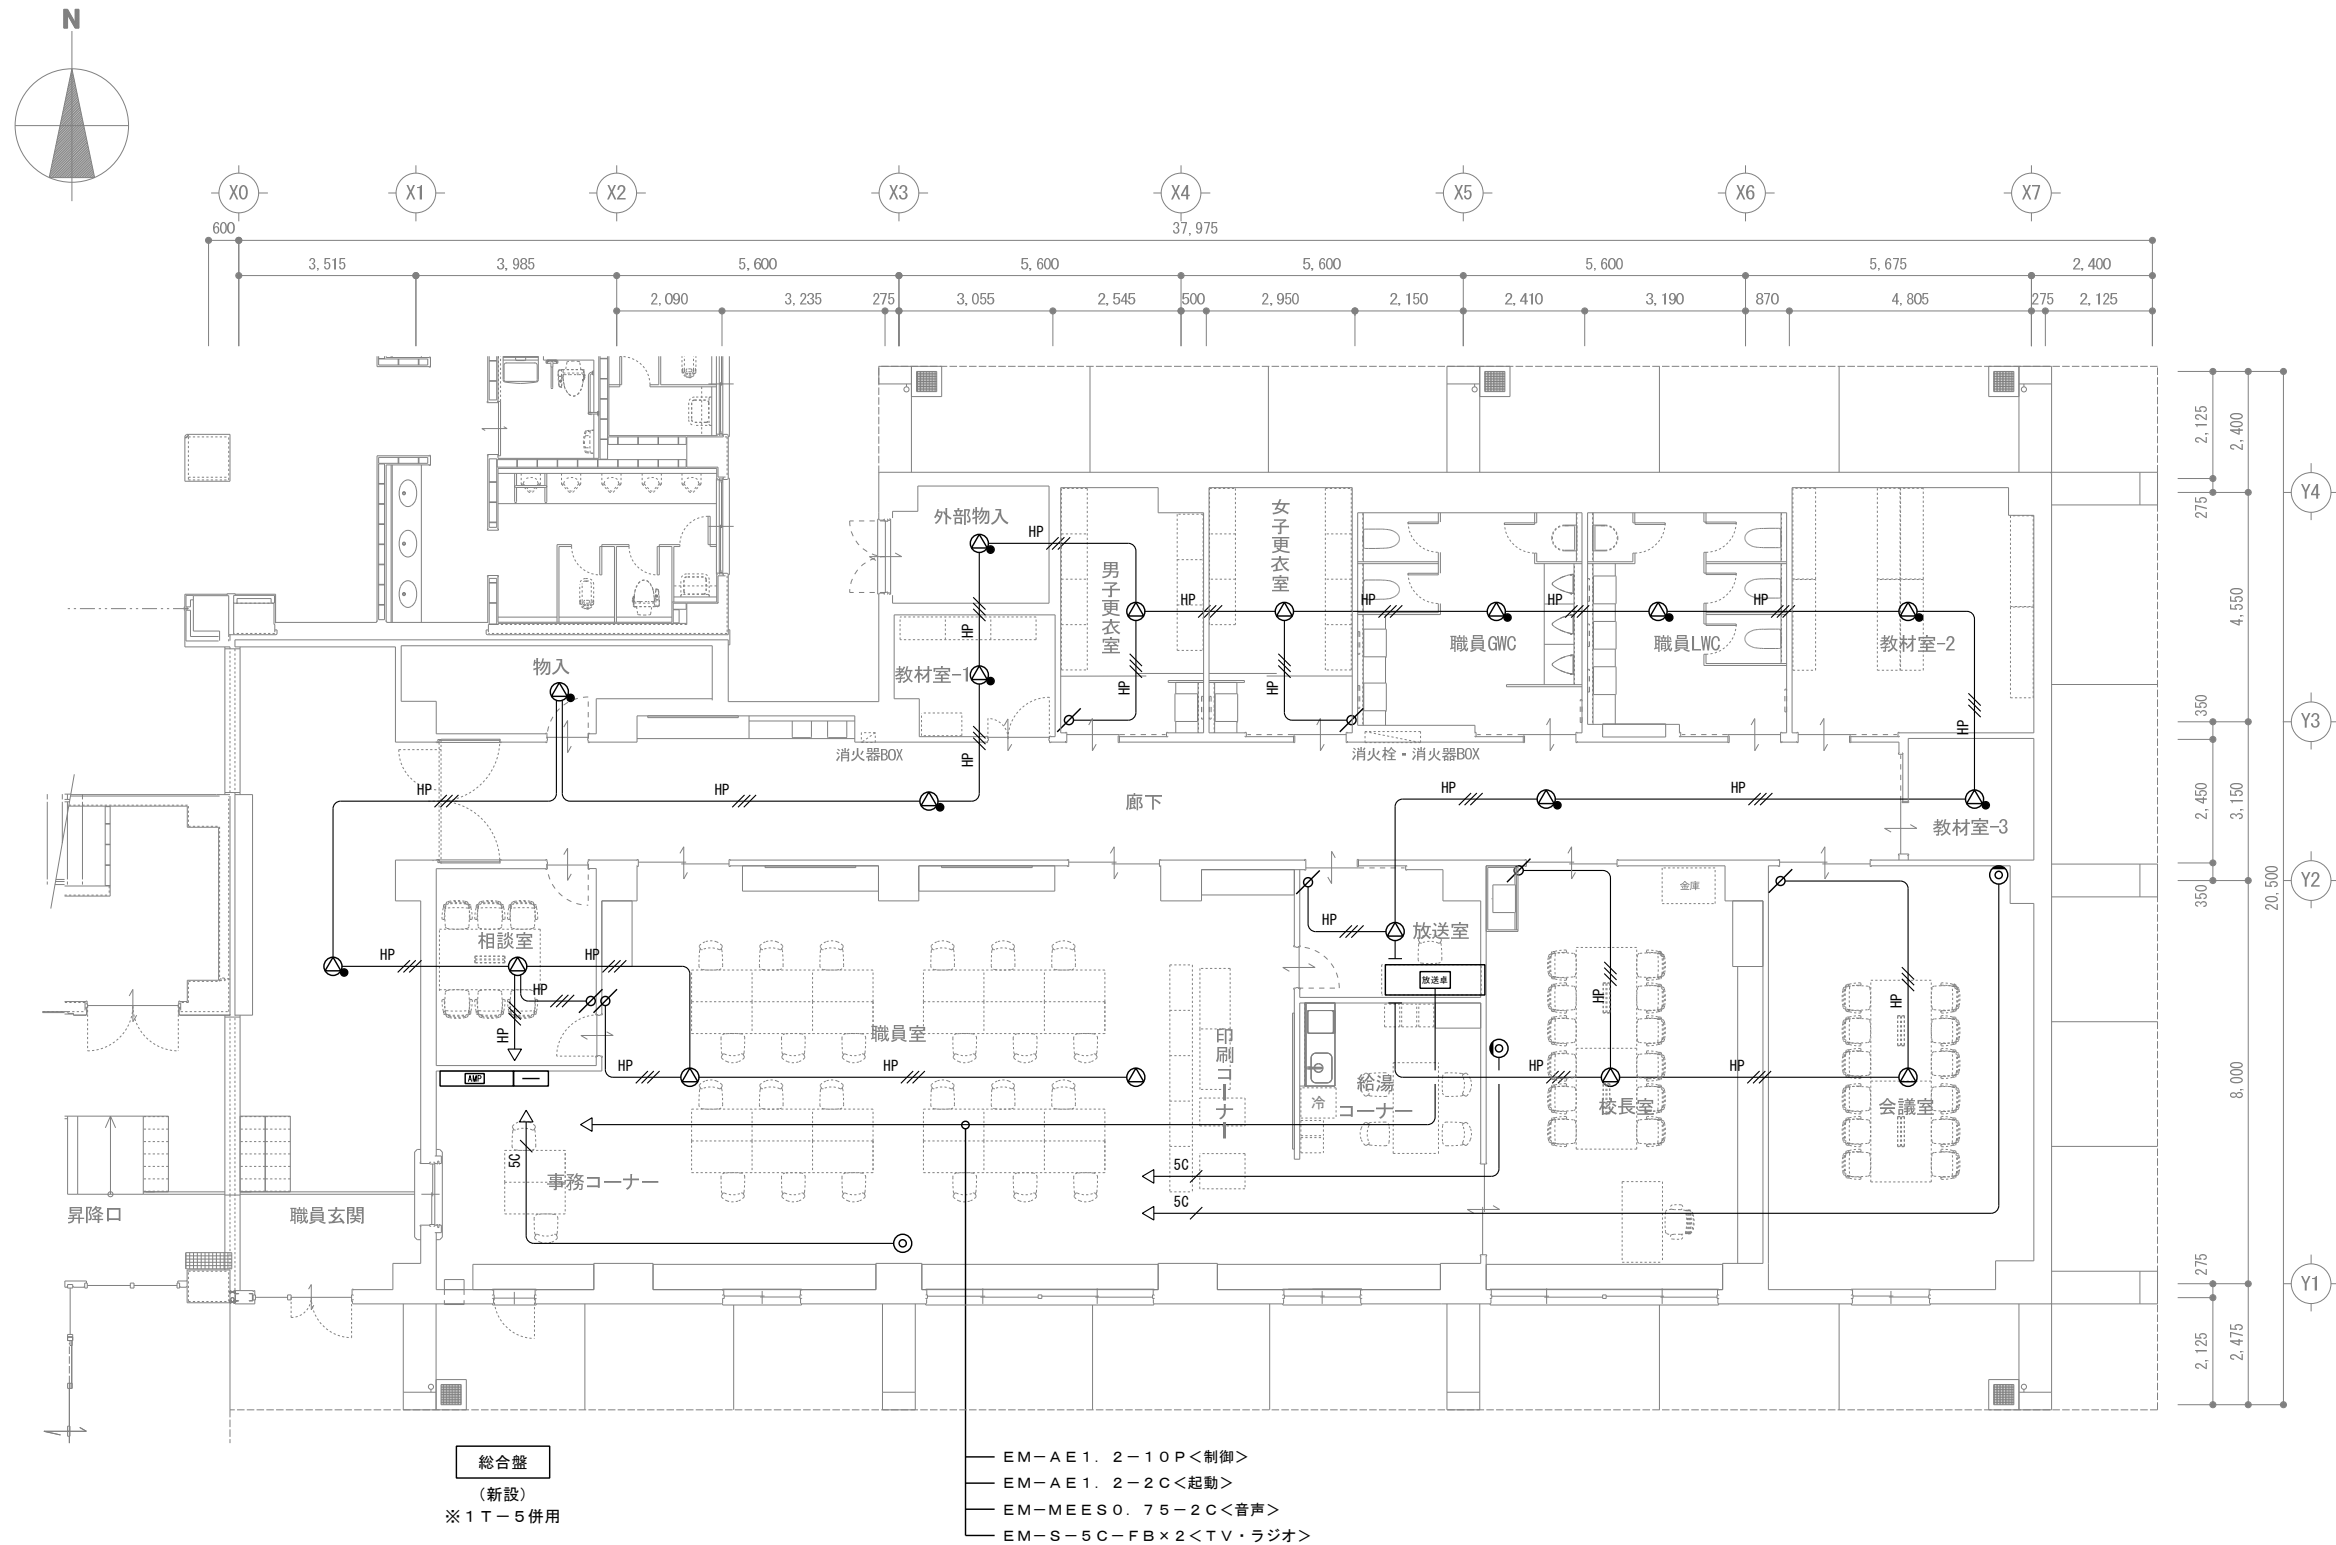 N
X0
X1
X2
X3
X4
X5
X6
X7
600
37,975
3,515
3,985
5,600
5,600
5,600
5,600
5,675
2,400
2,090
3,235
275
3,055
2,545
500
2,950
2,150
2,410
3,190
870
4,805
275
2,125
2,125
2,400
275
4.550
350
2,450
3,150
350
20,500
8,000
275
2,125
2,475
Y4
Y3
Y2
Y1
外部物入
HP
男子更衣室
女子更衣室
HP
HP
HP
HP
HP
職員GWC
職員LWC
教材室-2
物入
教材室-1
HP
HP
HP
HP
消火器BOX
消火栓・消火器BOX
HP
HP
廊下
HP
HP
教材室-3
金庫
相談室
HP
HP
HP
HP
HP
放送室
放送卓
HP
HP
職員室
印刷コーナー
AMP
HP
HP
給湯
コーナー
冷
HP
HP
校長室
会議室
5C
5C
5C
事務コーナー
昇降口
職員玄関
総合盤
(新設)
※1T-5併用
EM-AE1.2-10P<制御>
EM-AE1.2-2C<起動>
EM-MEES0.75-2C<音声>
EM-S-5C-FB×2<TV・ラジオ>